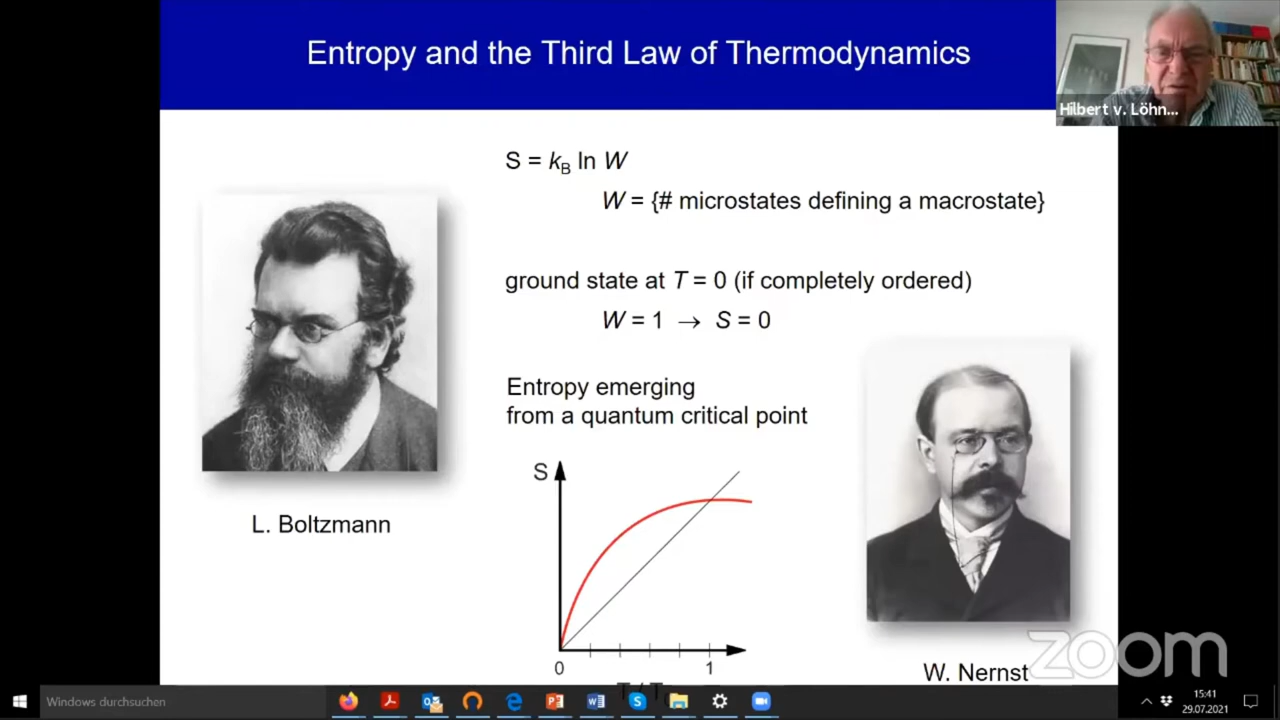 Entropy and the Third Law of Thermodynamics
Hilbert v. Löhn...
S = kB ln W
W = {# microstates defining a macrostate}
ground state at T = 0 (if completely ordered)
W = 1 → S = 0
Entropy emerging
from a quantum critical point
S
0
1
L. Boltzmann
W. Nernst
zoom
Windows durchsuchen
15:41
29.07.2021